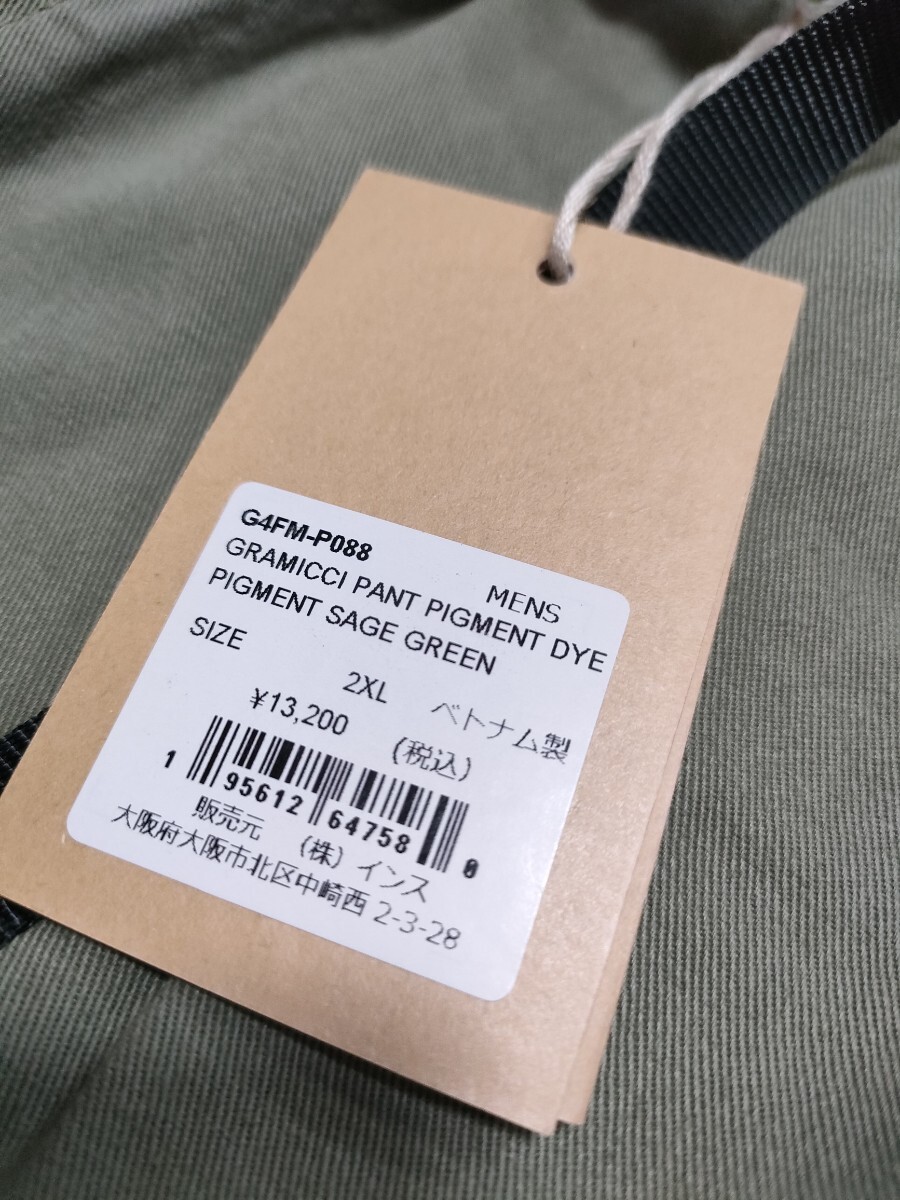 G4FM-P088 MENS
GRAMICCI PANT PIGMENT DYE
PIGMENT SAGE GREEN
SIZE 2XL ベトナム製
¥13,200 (税込)
1 95612 64758 0
販売元 (株) インス
大阪府大阪市北区中崎西 2-3-28